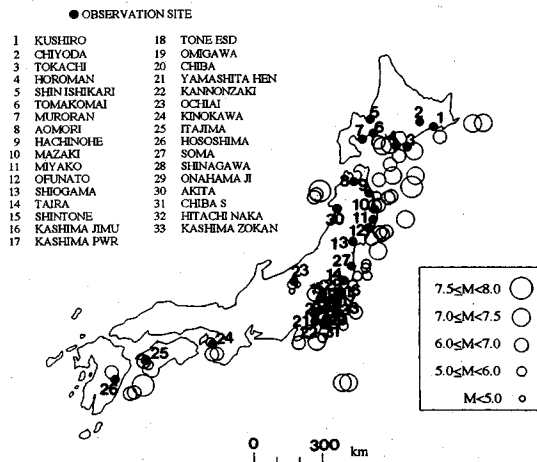 ● OBSERVATION SITE
1 KUSHIRO
2 CHIYODA
3 TOKACHI
4 HOROMAN
5 SHIN ISHIKARI
6 TOMAKOMAI
7 MURORAN
8 AOMORI
9 HACHINOHE
10 MAZAKI
11 MIYAKO
12 OFUNATO
13 SHIOGAMA
14 TAIRA
15 SHINTONE
16 KASHIMA JIMU
17 KASHIMA PWR
18 TONE ESD
19 OMIGAWA
20 CHIBA
21 YAMASHITA HEN
22 KANNONZAKI
23 OCHIAI
24 KINOKAWA
25 ITAJIMA
26 HOSOSHIMA
27 SOMA
28 SHINAGAWA
29 ONAHAMA JI
30 AKITA
31 CHIBA S
32 HITACHI NAKA
33 KASHIMA ZOKAN
5
2
1
6
7
4
3
8
9
10
30
11
12
13
27
23
14
24
25
26
7.5≤M<8.0
7.0≤M<7.5
6.0≤M<7.0
5.0≤M<6.0
M<5.0
0 300 km